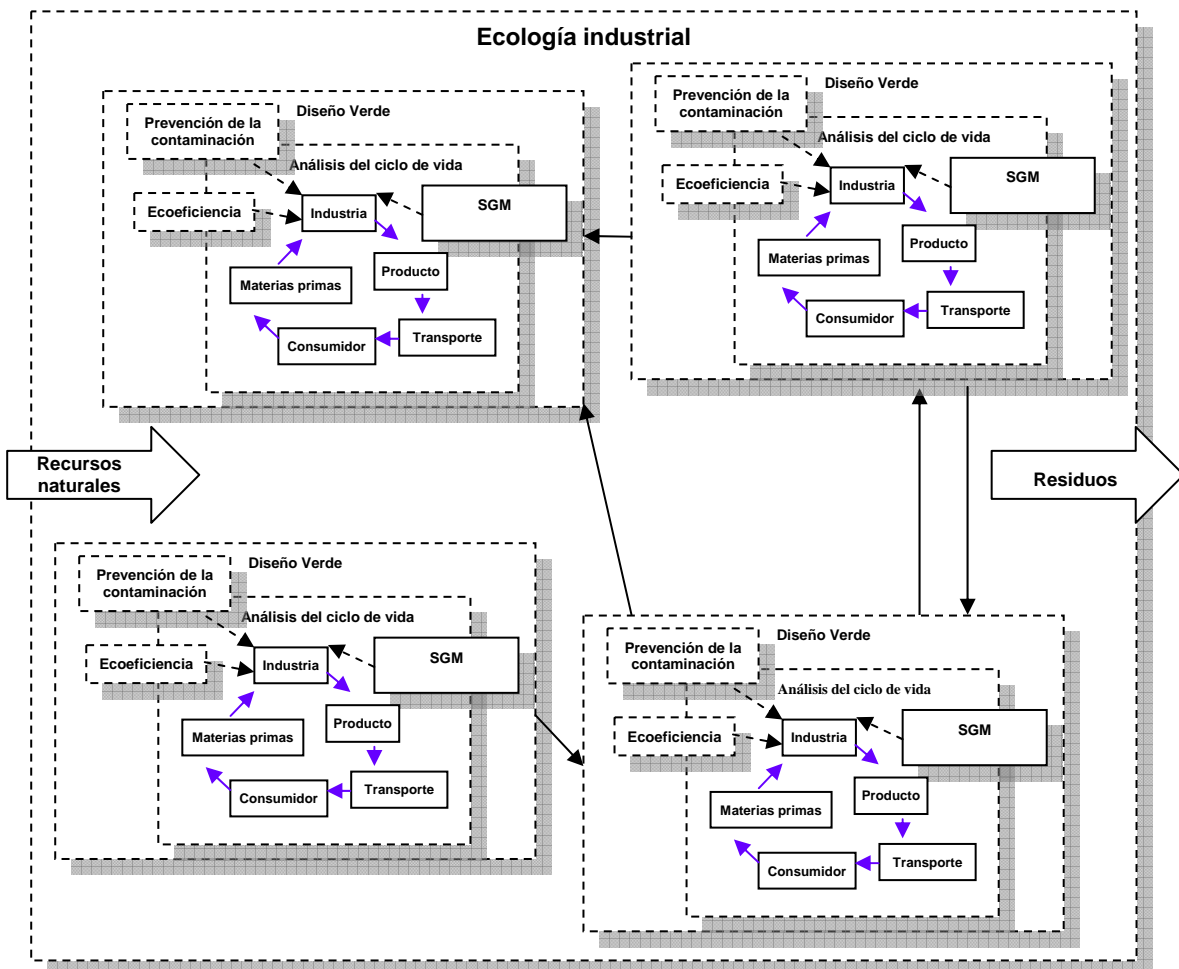 Ecología industrial
Diseño Verde
Prevención de la
contaminación
Análisis del ciclo de vida
Ecoeficiencia
Industria
SGM
Materias primas
Producto
Consumidor
Transporte
Diseño Verde
Prevención de la
contaminación
Análisis del ciclo de vida
Ecoeficiencia
Industria
SGM
Materias primas
Producto
Consumidor
Transporte
Recursos
naturales
Residuos
Diseño Verde
Prevención de la
contaminación
Análisis del ciclo de vida
Ecoeficiencia
Industria
SGM
Materias primas
Producto
Consumidor
Transporte
Diseño Verde
Prevención de la
contaminación
Análisis del ciclo de vida
Ecoeficiencia
Industria
SGM
Materias primas
Producto
Consumidor
Transporte